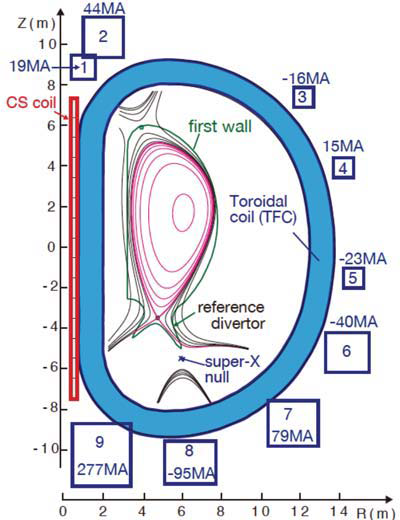 Z(m)
44MA
2
10
19MA
1
8
CS coil
-16MA
3
6
first wall
15MA
4
4
Toroidal
coil (TFC)
2
0
-23MA
5
-2
reference
divertor
-4
-40MA
6
super-X
null
-6
-8
7
79MA
9
277MA
8
-95MA
-10
0 2 4 6 8 10 12 14 R(m)